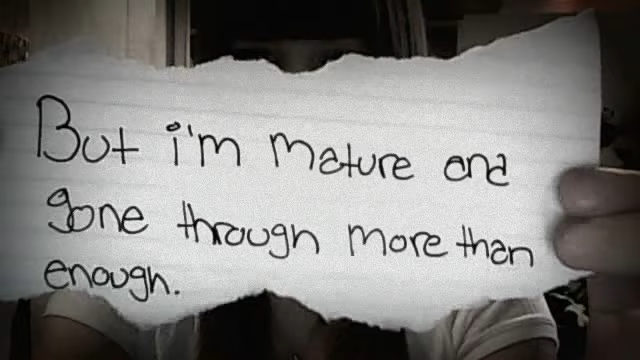 But i'm mature and
gone through more than
enough.